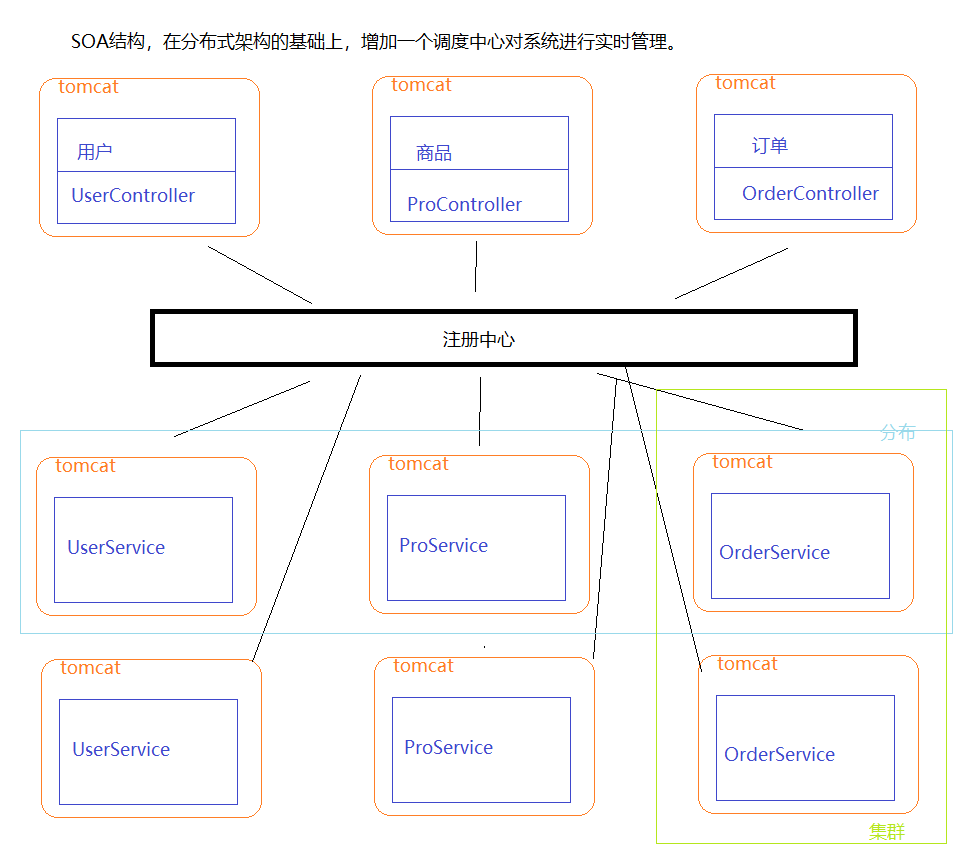 SOA结构，在分布式架构的基础上，增加一个调度中心对系统进行实时管理。
tomcat
用户
UserController
tomcat
商品
ProController
tomcat
订单
OrderController
注册中心
分布
tomcat
UserService
tomcat
ProService
tomcat
OrderService
tomcat
UserService
tomcat
ProService
tomcat
OrderService
集群